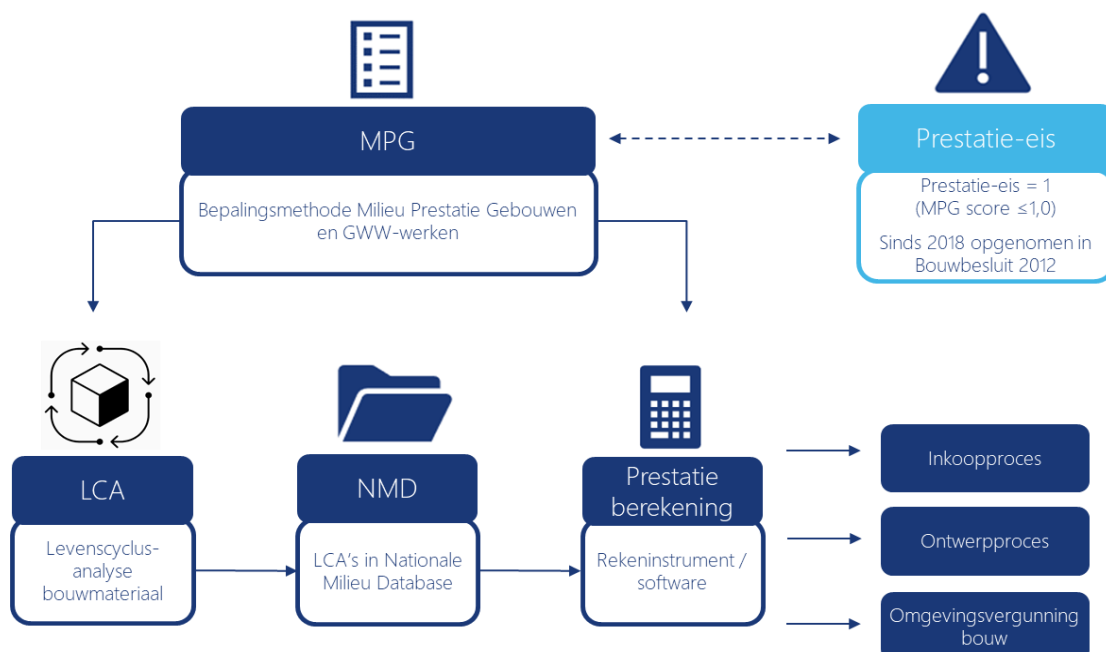 MPG
Bepalingsmethode Milieu Prestatie Gebouwen
en GWW-werken
Prestatie-eis
Prestatie-eis = 1
(MPG score ≤1,0)
Sinds 2018 opgenomen in
Bouwbesluit 2012
LCA
Levenscyclus-
analyse
bouwmateriaal
NMD
LCA's in Nationale
Milieu Database
Prestatie
berekening
Rekeninstrument /
software
Inkoopproces
Ontwerpproces
Omgevingsvergunning
bouw